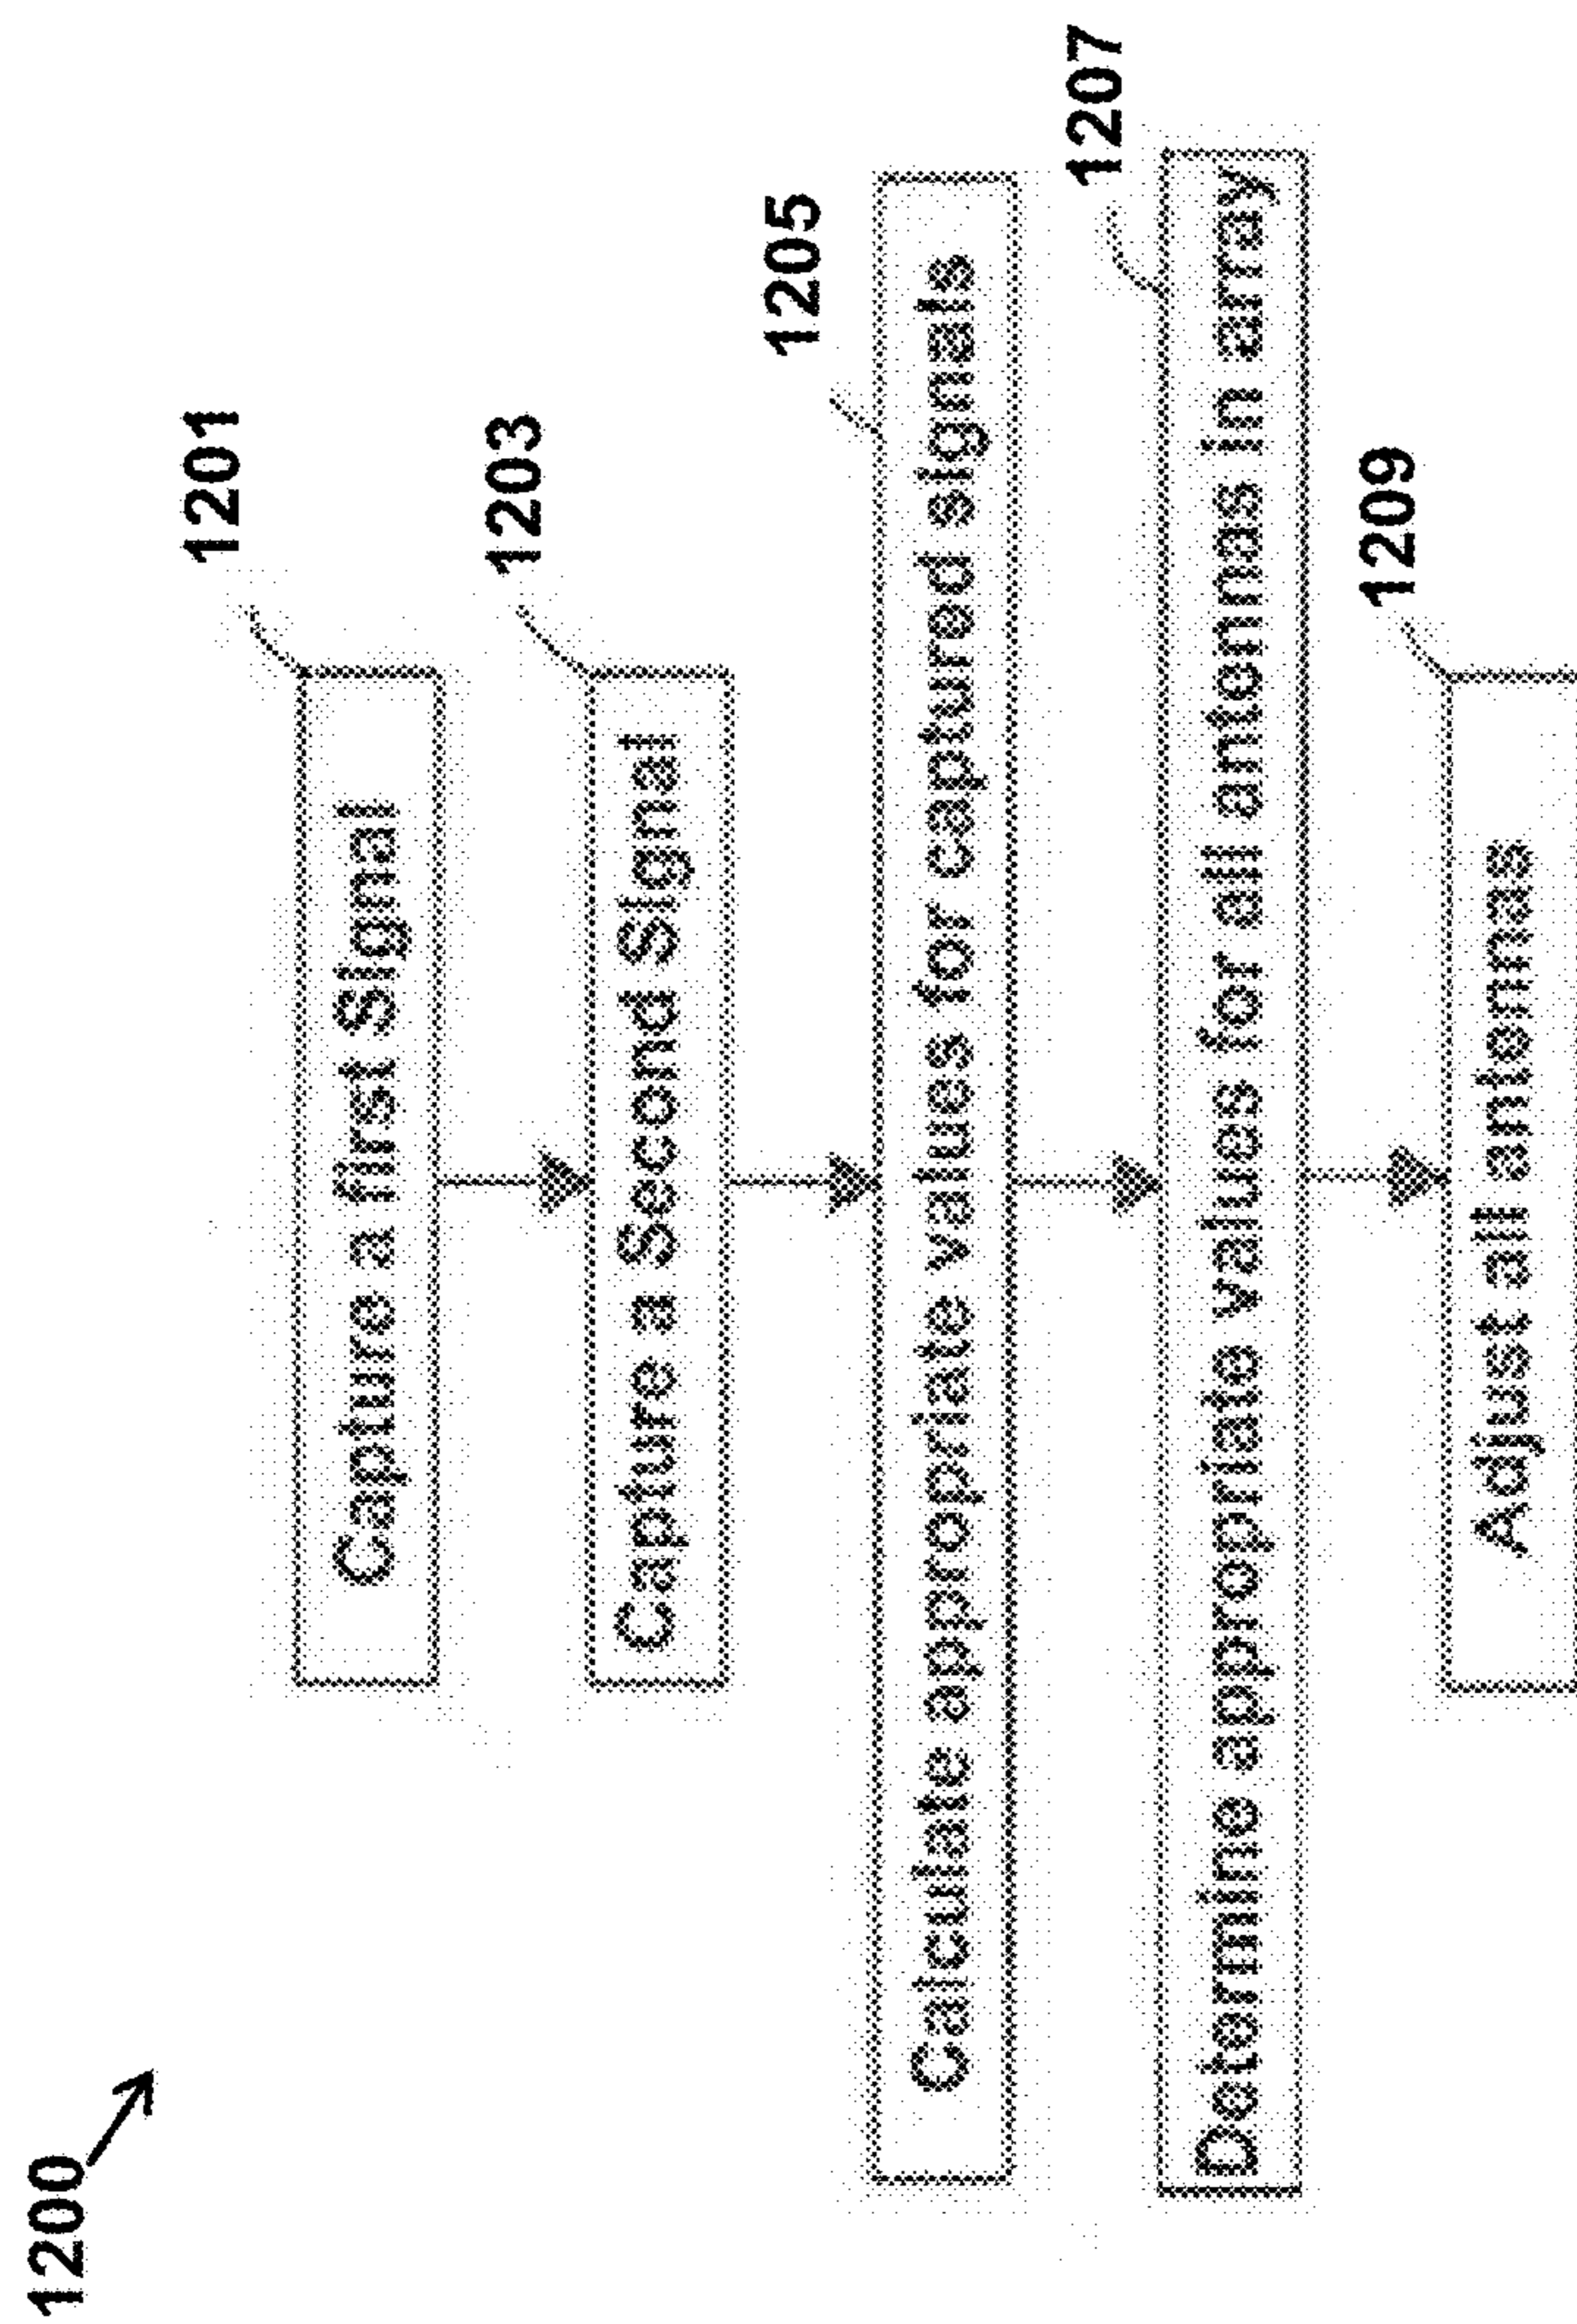 1200
1201
Capture a first Signal
1203
Capture a Second Signal
1205
Calculate appropriate values for captured signals
1207
Determine appropriate values for all antennas in array
1209
Adjust all antennas